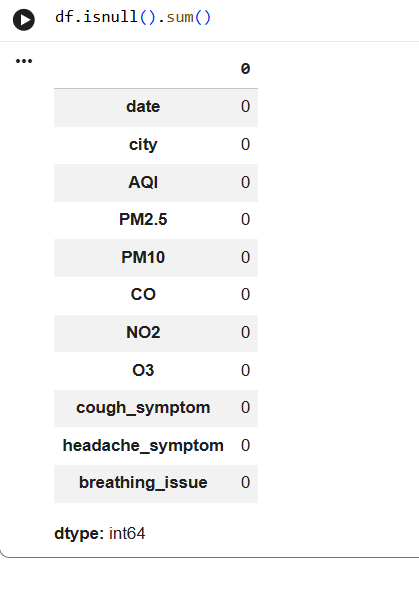 df.isnull().sum()
0
date 0
city 0
AQI 0
PM2.5 0
PM10 0
CO 0
NO2 0
O3 0
cough_symptom 0
headache_symptom 0
breathing_issue 0
dtype: int64